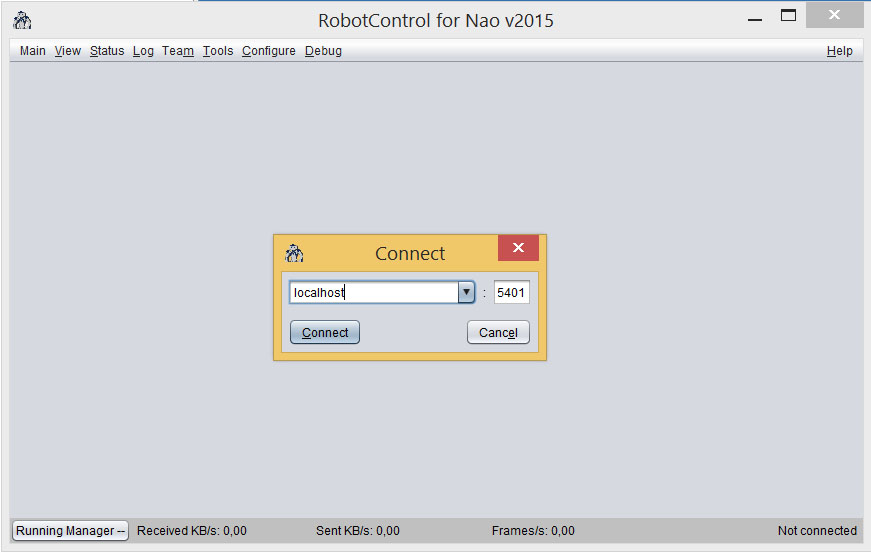 RobotControl for Nao v2015
Main View Status Log Team Tools Configure Debug Help
Connect
localhost : 5401
Connect Cancel
Running Manager -- Received KB/s: 0,00 Sent KB/s: 0,00 Frames/s: 0,00 Not connected